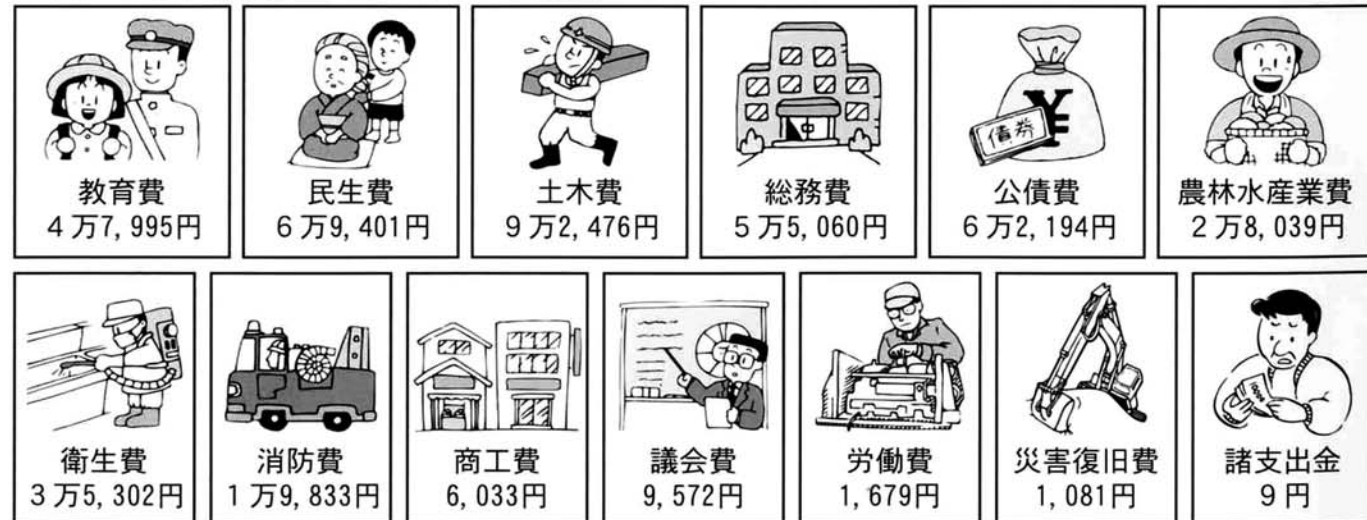 教育費
4万7,995円
民生費
6万9,401円
土木費
9万2,476円
総務費
5万5,060円
債券
¥
公債費
6万2,194円
農林水産業費
2万8,039円
衛生費
3万5,302円
消防費
1万9,833円
商工費
6,033円
議会費
9,572円
労働費
1,679円
災害復旧費
1,081円
諸支出金
9円